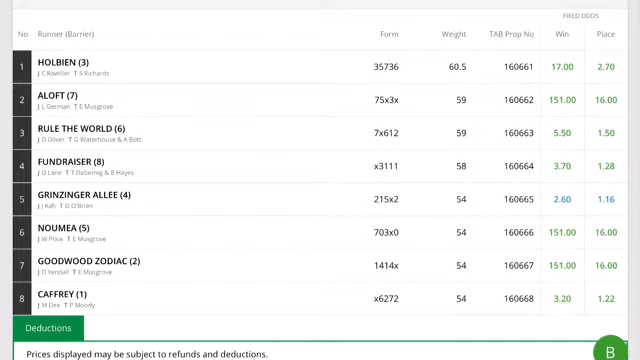 FIXED ODDS
No Runner (Barrier) Form Weight TAB Prop No Win Place
1 HOLBIEN (3) 35736 60.5 160661 17.00 2.70
J C Rawiller T S Richards
2 ALOFT (7) 75x3x 59 160662 151.00 16.00
J L German T E Musgrove
3 RULE THE WORLD (6) 7x612 59 160663 5.50 1.50
J D Oliver T G Waterhouse & A Bott
4 FUNDRAISER (8) x3111 58 160664 3.70 1.28
J D Lane T T Dabernig & B Hayes
5 GRINZINGER ALLEE (4) 215x2 54 160665 2.60 1.16
J J Kah T D O'Brien
6 NOUMEA (5) 703x0 54 160666 151.00 16.00
J W Price T E Musgrove
7 GOODWOOD ZODIAC (2) 1414x 54 160667 151.00 16.00
J D Yendall T E Musgrove
8 CAFFREY (1) x6272 54 160668 3.20 1.22
J M Dee T P Moody
Deductions
Prices displayed may be subject to refunds and deductions.
B